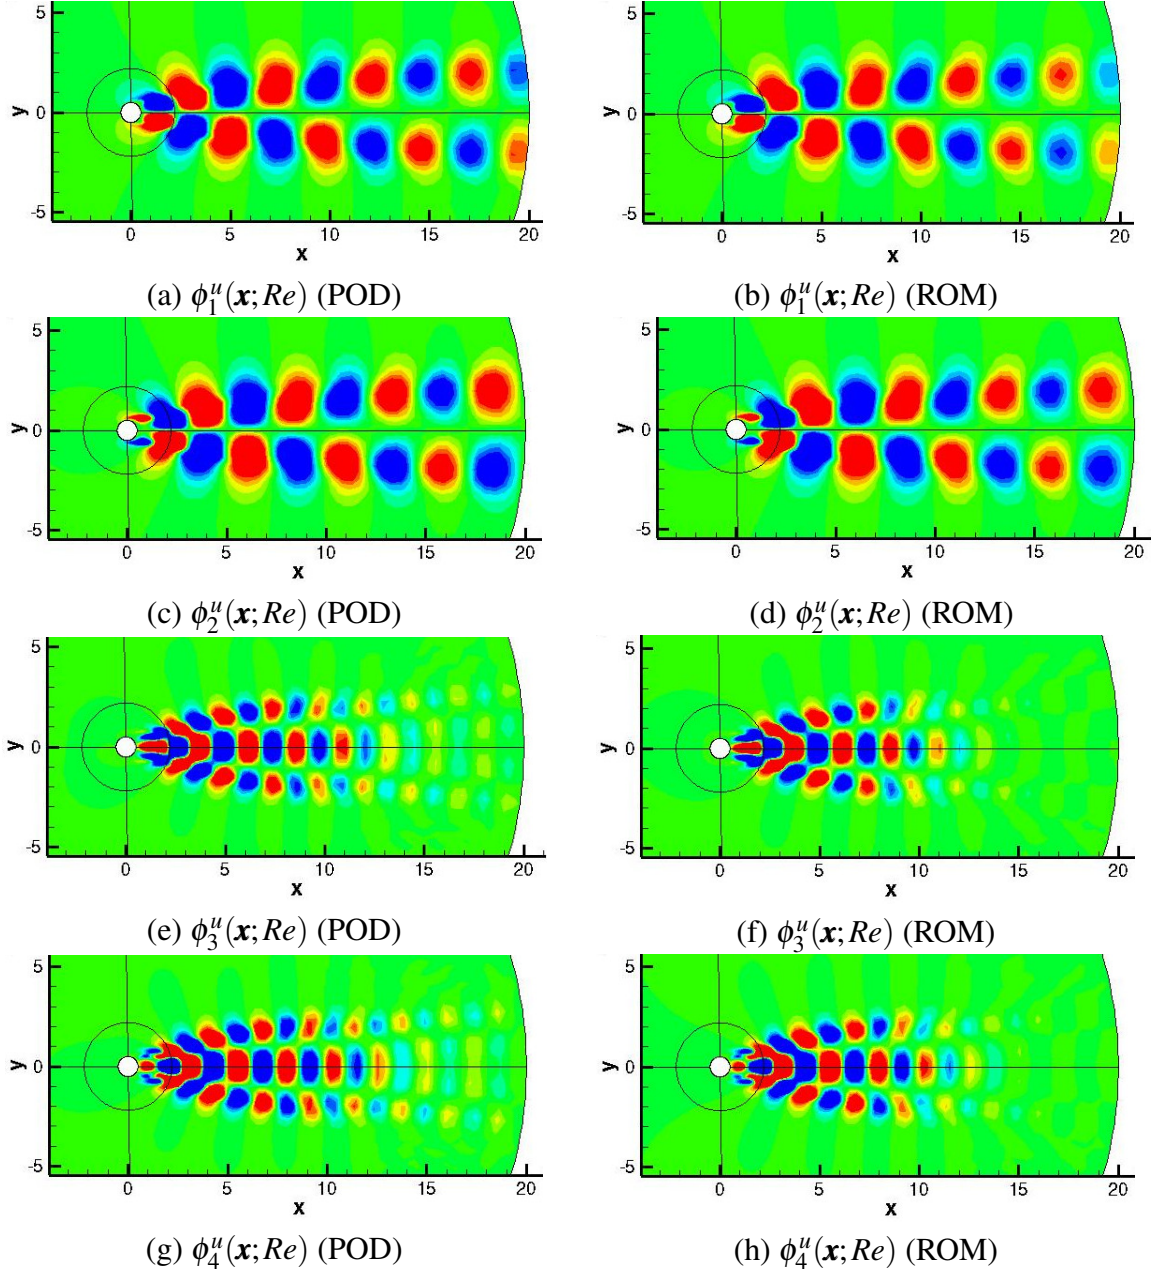 5
0
-5
y
0 5 10 15 20
x
(a) ϕ₁ᵘ(x; Re) (POD)
5
0
-5
y
0 5 10 15 20
x
(b) ϕ₁ᵘ(x; Re) (ROM)
5
0
-5
y
0 5 10 15 20
x
(c) ϕ₂ᵘ(x; Re) (POD)
5
0
-5
y
0 5 10 15 20
x
(d) ϕ₂ᵘ(x; Re) (ROM)
5
0
-5
y
0 5 10 15 20
x
(e) ϕ₃ᵘ(x; Re) (POD)
5
0
-5
y
0 5 10 15 20
x
(f) ϕ₃ᵘ(x; Re) (ROM)
5
0
-5
y
0 5 10 15 20
x
(g) ϕ₄ᵘ(x; Re) (POD)
5
0
-5
y
0 5 10 15 20
x
(h) ϕ₄ᵘ(x; Re) (ROM)